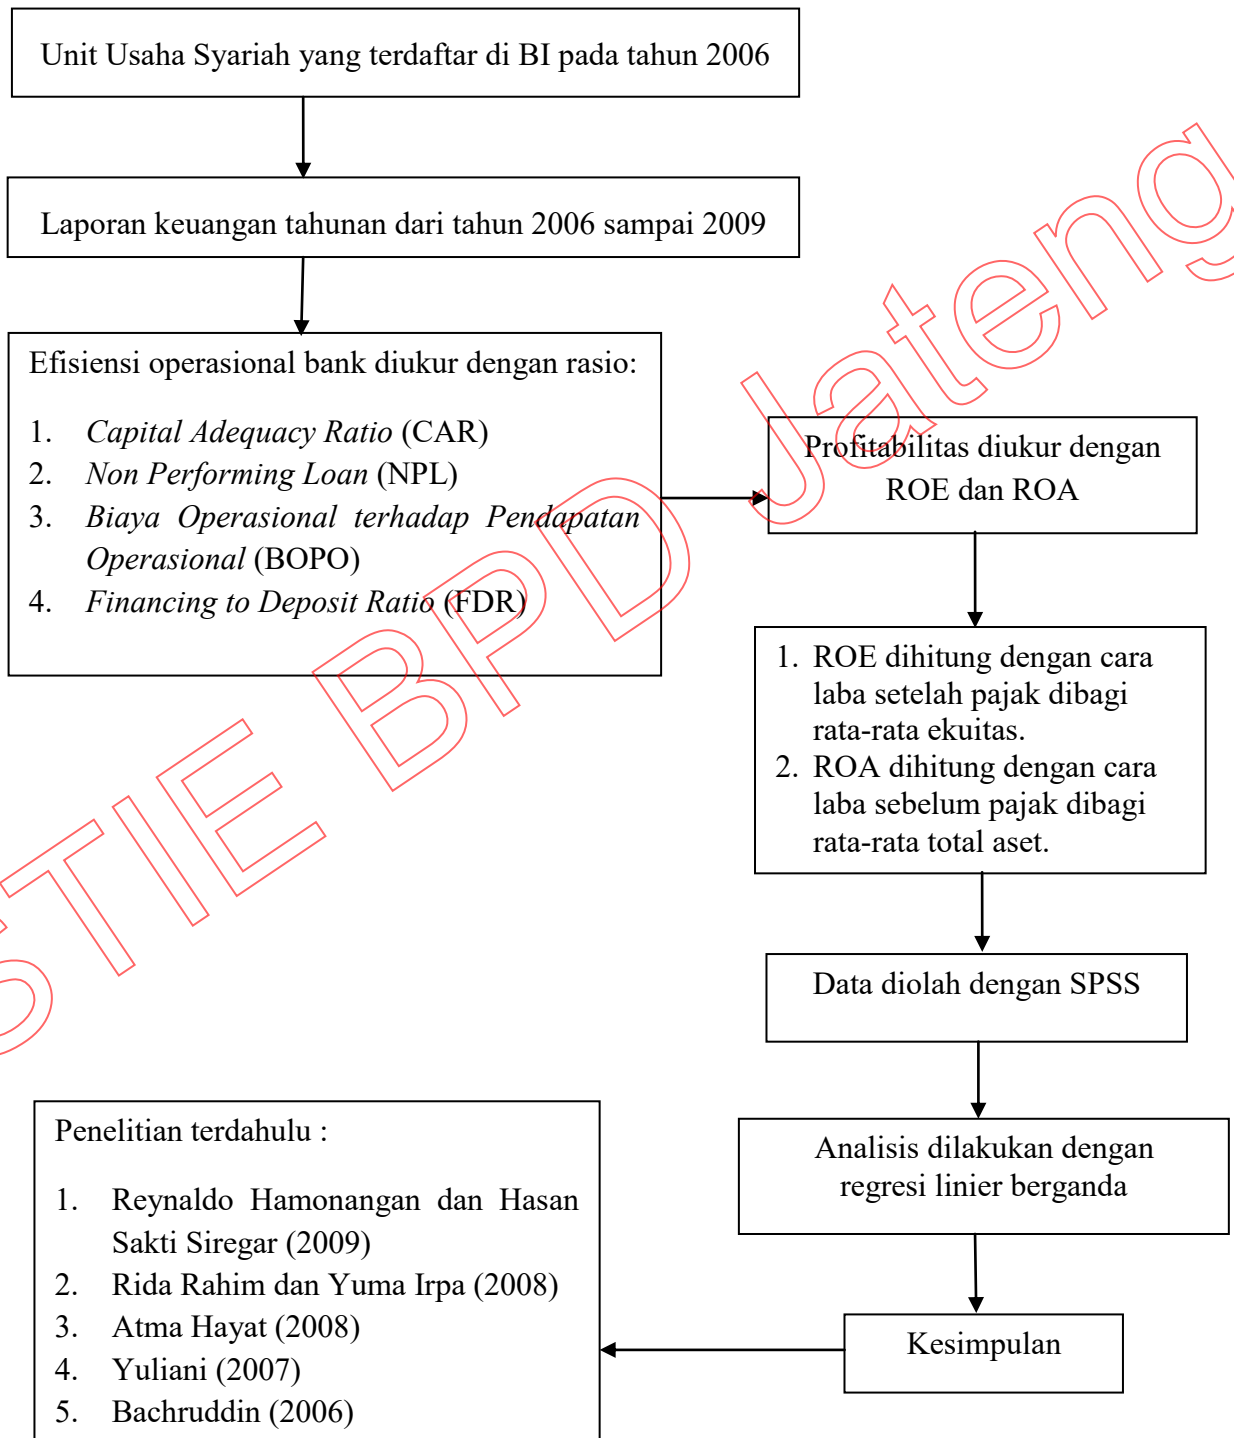 Unit Usaha Syariah yang terdaftar di BI pada tahun 2006
Laporan keuangan tahunan dari tahun 2006 sampai 2009
Efisiensi operasional bank diukur dengan rasio:
1. Capital Adequacy Ratio (CAR)
2. Non Performing Loan (NPL)
3. Biaya Operasional terhadap Pendapatan
Operasional (BOPO)
4. Financing to Deposit Ratio (FDR)
Profitabilitas diukur dengan
ROE dan ROA
1. ROE dihitung dengan cara
laba setelah pajak dibagi
rata-rata ekuitas.
2. ROA dihitung dengan cara
laba sebelum pajak dibagi
rata-rata total aset.
Data diolah dengan SPSS
Analisis dilakukan dengan
regresi linier berganda
Kesimpulan
Penelitian terdahulu :
1. Reynaldo Hamonangan dan Hasan
Sakti Siregar (2009)
2. Rida Rahim dan Yuma Irpa (2008)
3. Atma Hayat (2008)
4. Yuliani (2007)
5. Bachruddin (2006)
STIE BPD Jateng